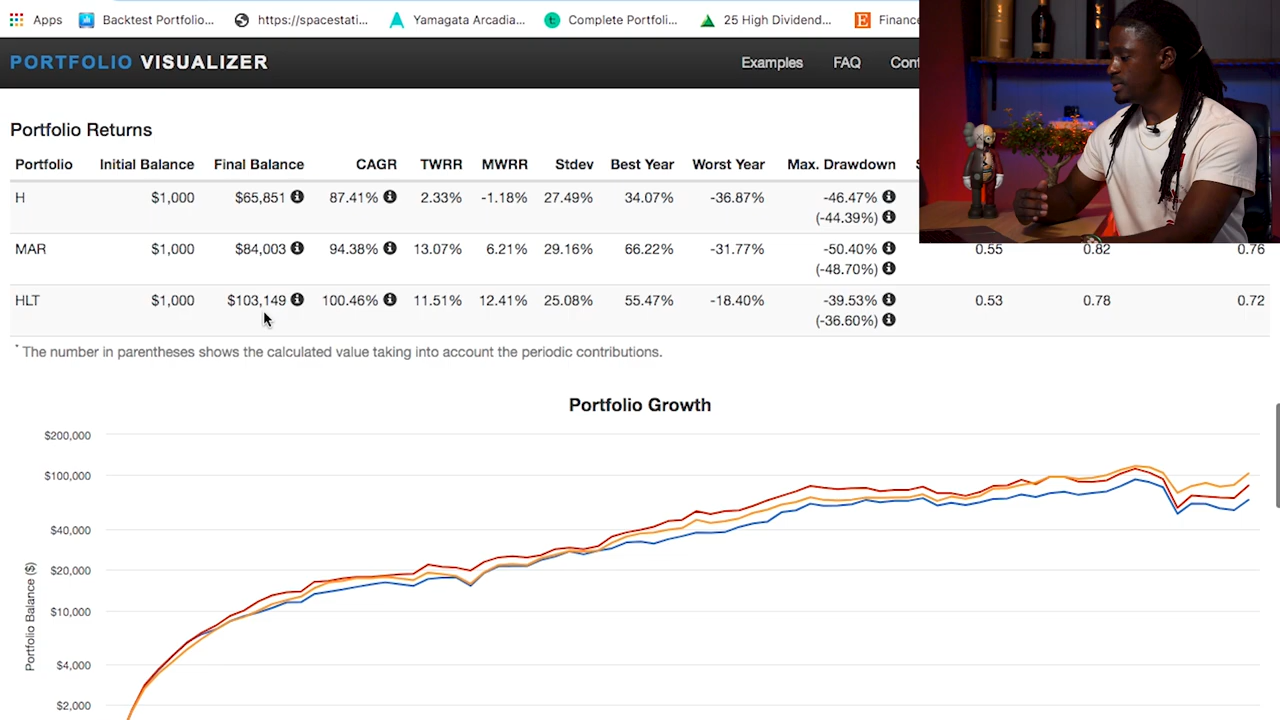 Apps Backtest Portfolio... https://spacestati... Yamagata Arcadia... Complete Portfoli... 25 High Dividend... Finance
PORTFOLIO VISUALIZER Examples FAQ
Portfolio Returns
Portfolio Initial Balance Final Balance CAGR TWRR MWRR Stdev Best Year Worst Year Max. Drawdown
H $1,000 $65,851 87.41% 2.33% -1.18% 27.49% 34.07% -36.87% -46.47%
(-44.39%)
MAR $1,000 $84,003 94.38% 13.07% 6.21% 29.16% 66.22% -31.77% -50.40% 0.55 0.82 0.76
(-48.70%)
HLT $1,000 $103,149 100.46% 11.51% 12.41% 25.08% 55.47% -18.40% -39.53% 0.53 0.78 0.72
(-36.60%)
* The number in parentheses shows the calculated value taking into account the periodic contributions.
Portfolio Growth
$200,000
$100,000
$40,000
$20,000
$10,000
$4,000
$2,000
Portfolio Balance ($)